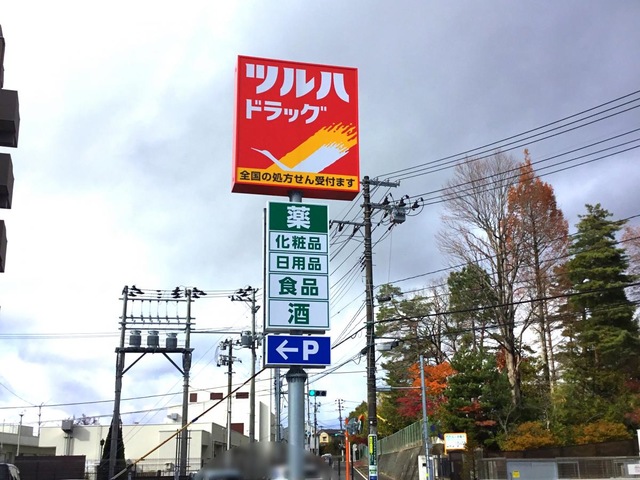 ツルハ
ドラッグ
全国の処方せん受付ます
薬
化粧品
日用品
食品
酒
←P